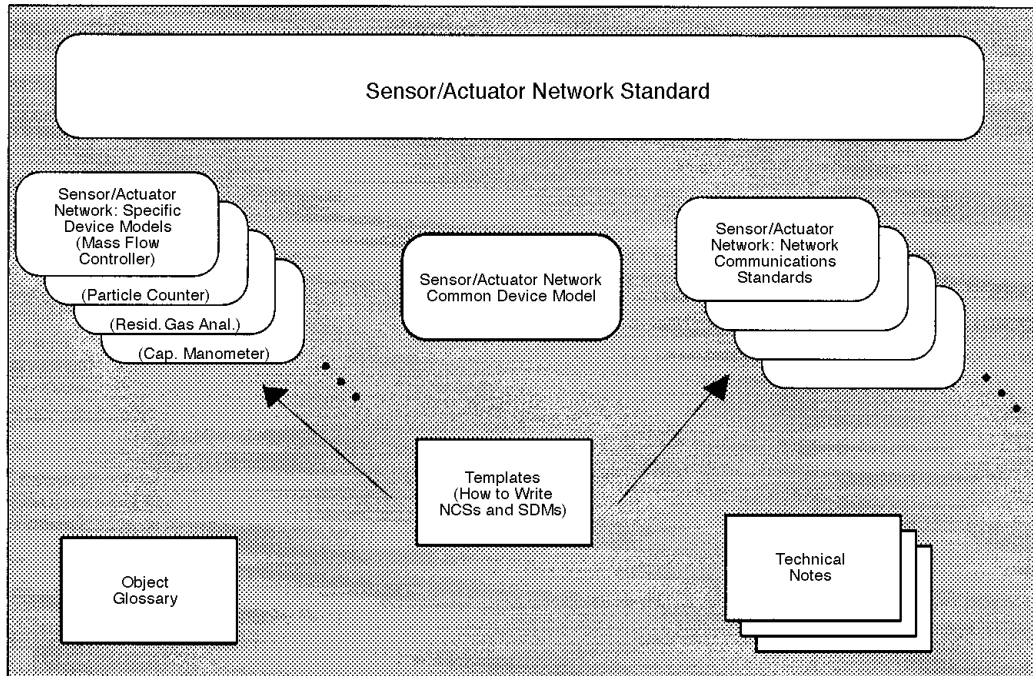 Sensor/Actuator Network Standard
Sensor/Actuator
Network: Specific
Device Models
(Mass Flow
Controller)
(Particle Counter)
(Resid. Gas Anal.)
(Cap. Manometer)
Sensor/Actuator Network
Common Device Model
Sensor/Actuator
Network: Network
Communications
Standards
Templates
(How to Write
NCSs and SDMs)
Object
Glossary
Technical
Notes